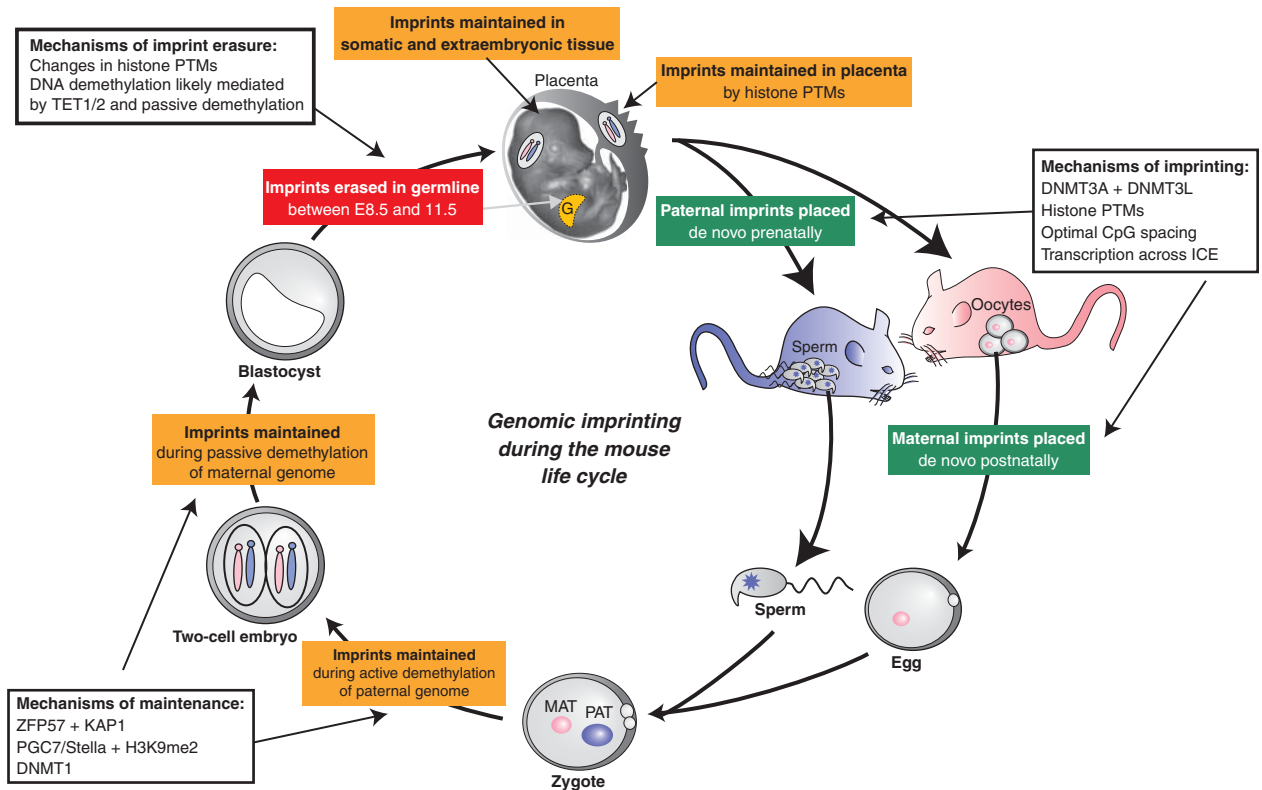 Mechanisms of imprint erasure:
Changes in histone PTMs
DNA demethylation likely mediated
by TET1/2 and passive demethylation
Imprints maintained in
somatic and extraembryonic tissue
Placenta
Imprints maintained in placenta
by histone PTMs
Imprints erased in germline
between E8.5 and 11.5
G
Paternal imprints placed
de novo prenatally
Mechanisms of imprinting:
DNMT3A + DNMT3L
Histone PTMs
Optimal CpG spacing
Transcription across ICE
Oocytes
Sperm
Blastocyst
Genomic imprinting
during the mouse
life cycle
Imprints maintained
during passive demethylation
of maternal genome
Maternal imprints placed
de novo postnatally
Two-cell embryo
Sperm
Egg
Imprints maintained
during active demethylation
of paternal genome
Mechanisms of maintenance:
ZFP57 + KAP1
PGC7/Stella + H3K9me2
DNMT1
MAT
PAT
Zygote